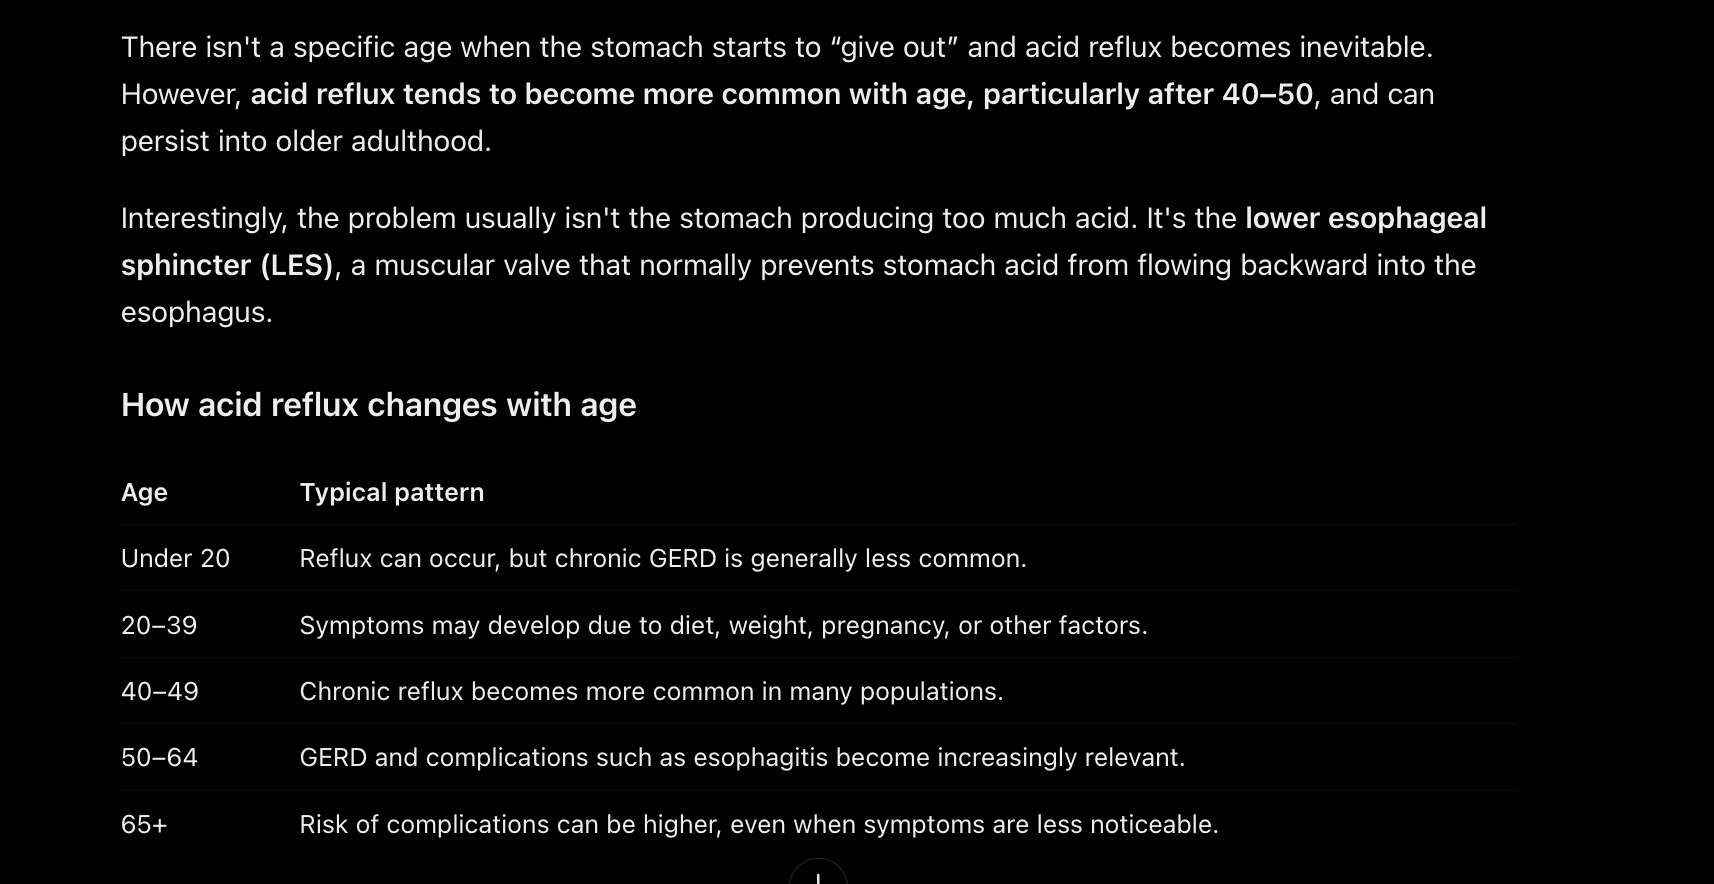 There isn't a specific age when the stomach starts to “give out” and acid reflux becomes inevitable.
However, acid reflux tends to become more common with age, particularly after 40–50, and can
persist into older adulthood.
Interestingly, the problem usually isn't the stomach producing too much acid. It's the lower esophageal
sphincter (LES), a muscular valve that normally prevents stomach acid from flowing backward into the
esophagus.
How acid reflux changes with age
Age Typical pattern
Under 20 Reflux can occur, but chronic GERD is generally less common.
20–39 Symptoms may develop due to diet, weight, pregnancy, or other factors.
40–49 Chronic reflux becomes more common in many populations.
50–64 GERD and complications such as esophagitis become increasingly relevant.
65+ Risk of complications can be higher, even when symptoms are less noticeable.